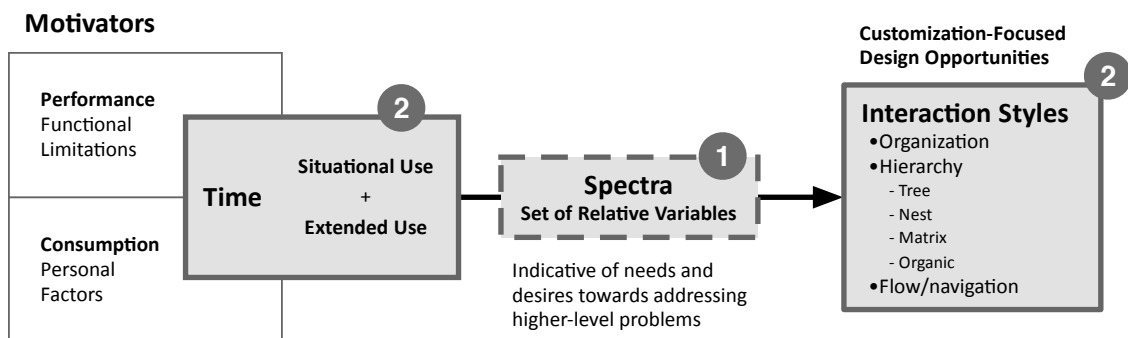 Motivators
Performance
Functional
Limitations
Consumption
Personal
Factors
2
Time
Situational Use
+
Extended Use
1
Spectra
Set of Relative Variables
Indicative of needs and
desires towards addressing
higher-level problems
Customization-Focused
Design Opportunities
2
Interaction Styles
•Organization
•Hierarchy
- Tree
- Nest
- Matrix
- Organic
•Flow/navigation